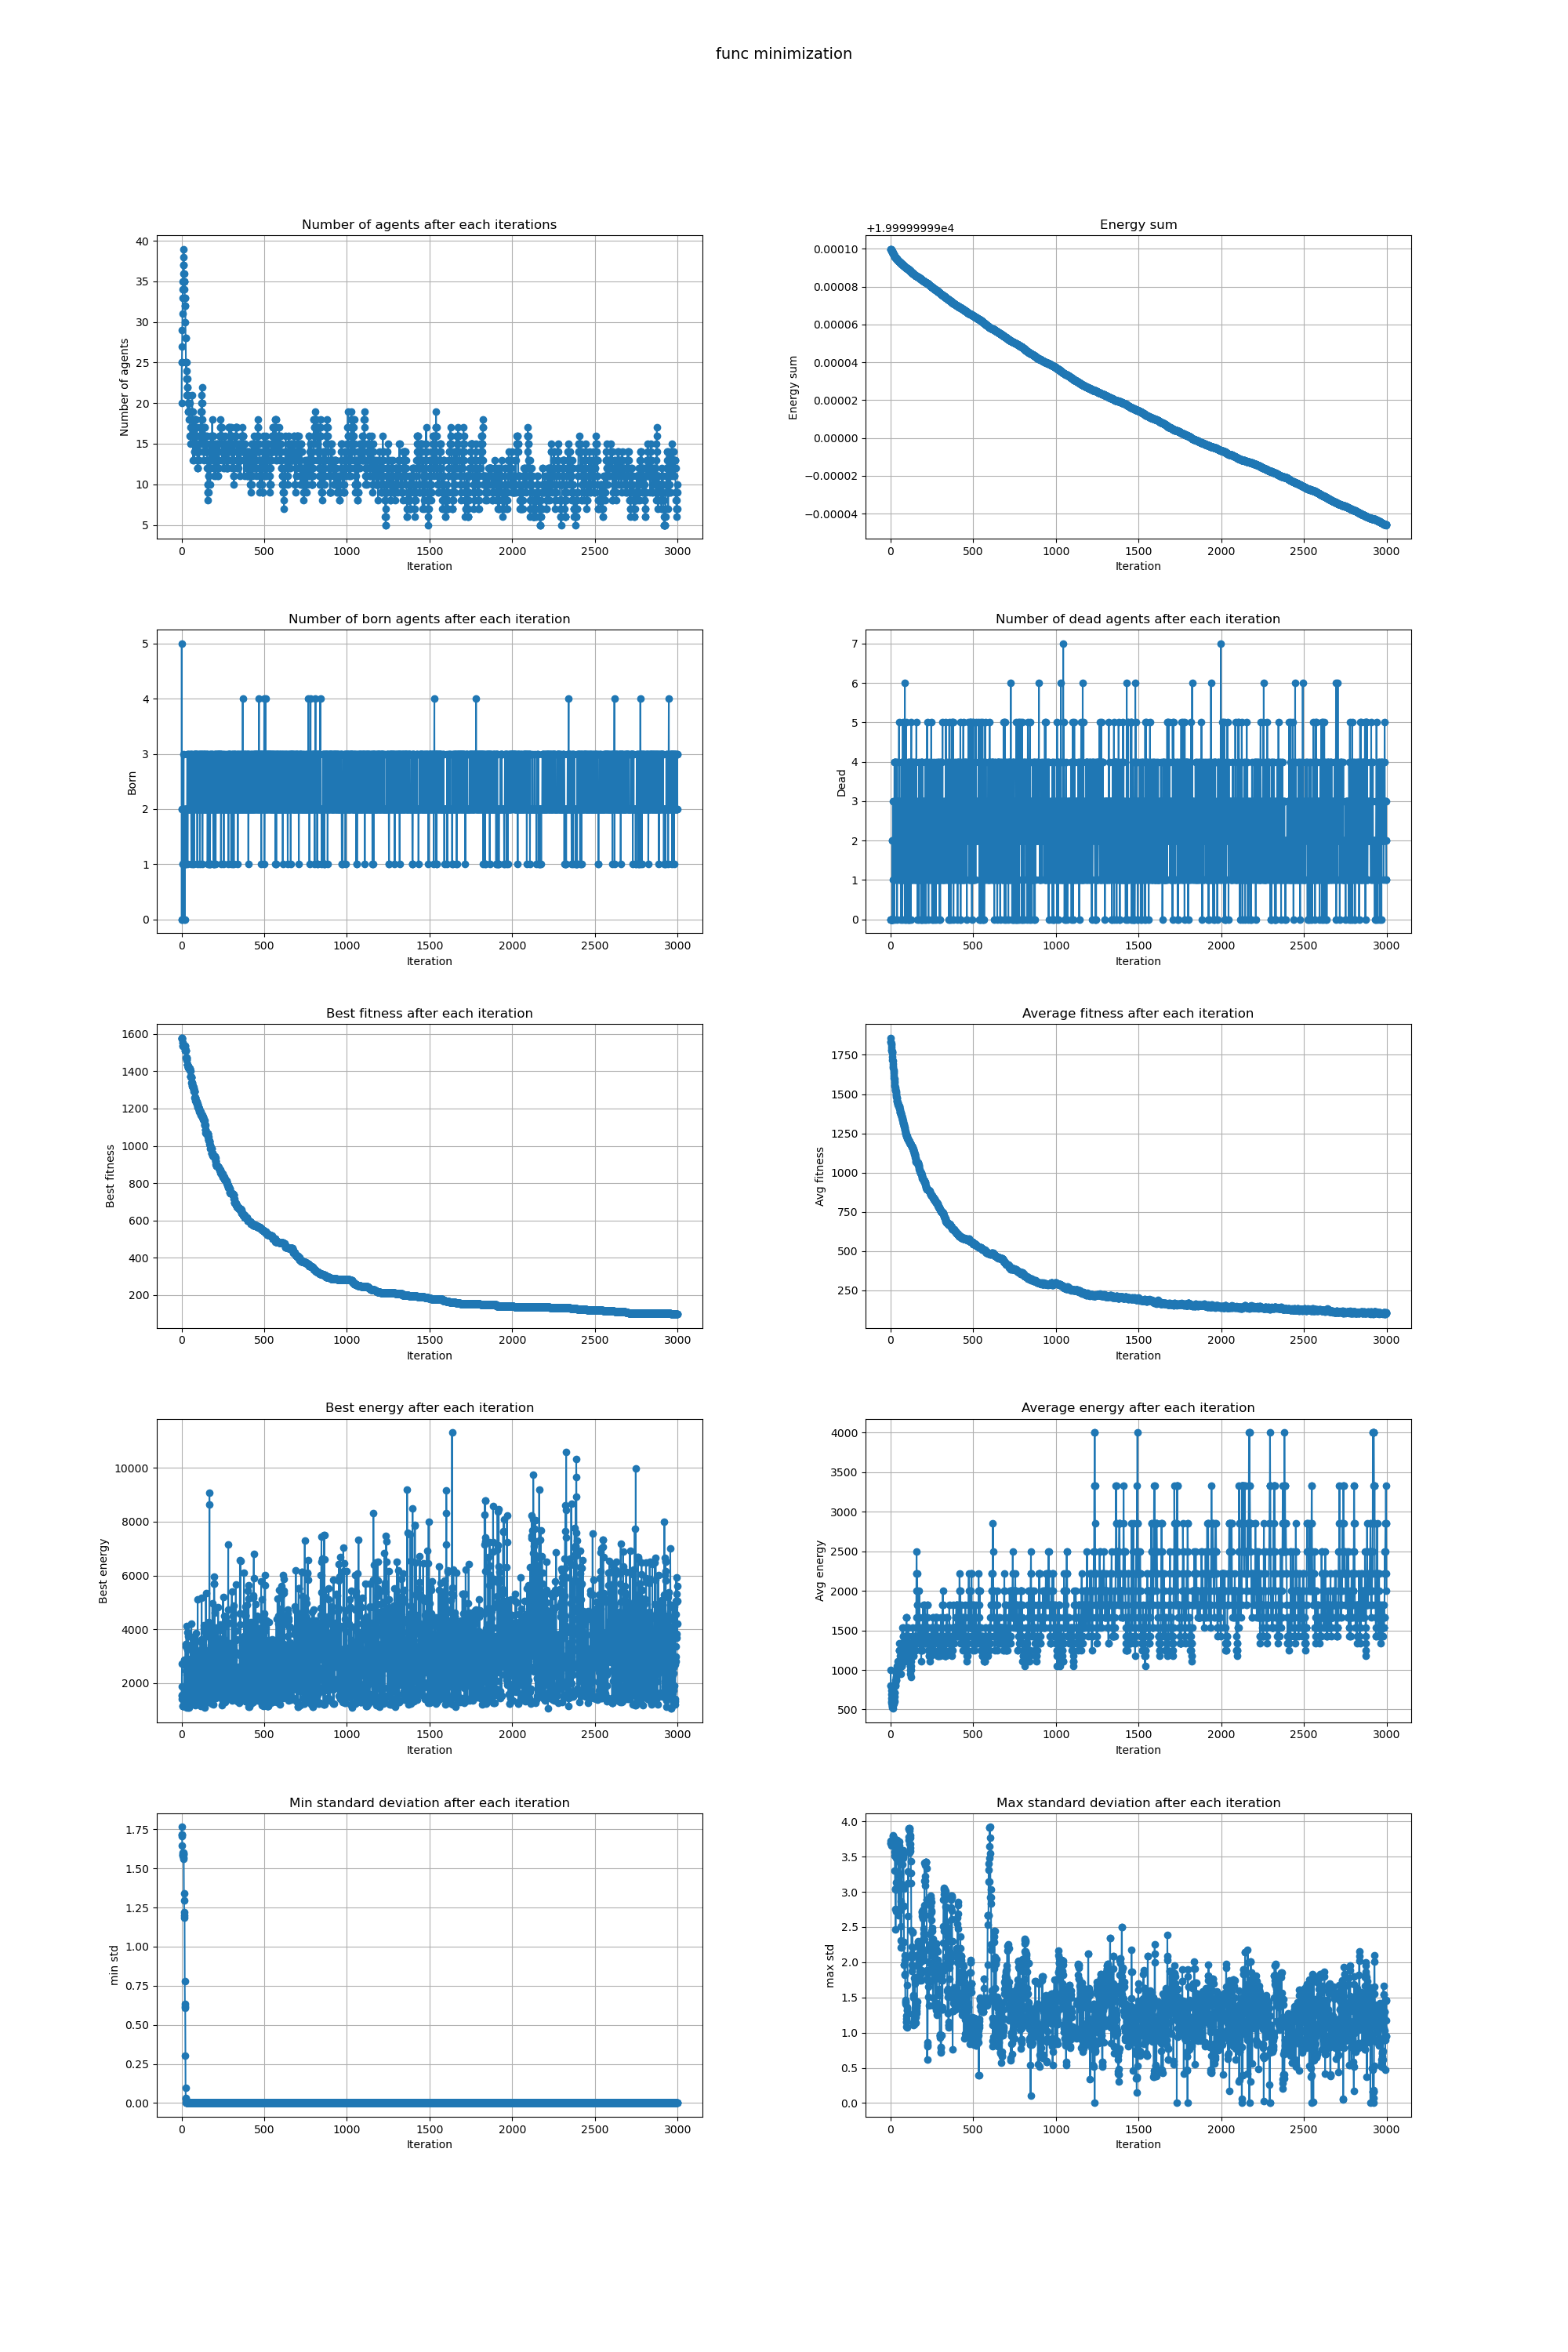 func minimization
Number of agents after each iterations
Number of agents
40
35
30
25
20
15
10
5
0 500 1000 1500 2000 2500 3000
Iteration
Energy sum
+1.99999999e4
Energy sum
0.00010
0.00008
0.00006
0.00004
0.00002
0.00000
−0.00002
−0.00004
0 500 1000 1500 2000 2500 3000
Iteration
Number of born agents after each iteration
Born
5
4
3
2
1
0
0 500 1000 1500 2000 2500 3000
Iteration
Number of dead agents after each iteration
Dead
7
6
5
4
3
2
1
0
0 500 1000 1500 2000 2500 3000
Iteration
Best fitness after each iteration
Best fitness
1600
1400
1200
1000
800
600
400
200
0 500 1000 1500 2000 2500 3000
Iteration
Average fitness after each iteration
Avg fitness
1750
1500
1250
1000
750
500
250
0 500 1000 1500 2000 2500 3000
Iteration
Best energy after each iteration
Best energy
10000
8000
6000
4000
2000
0 500 1000 1500 2000 2500 3000
Iteration
Average energy after each iteration
Avg energy
4000
3500
3000
2500
2000
1500
1000
500
0 500 1000 1500 2000 2500 3000
Iteration
Min standard deviation after each iteration
min std
1.75
1.50
1.25
1.00
0.75
0.50
0.25
0.00
0 500 1000 1500 2000 2500 3000
Iteration
Max standard deviation after each iteration
max std
4.0
3.5
3.0
2.5
2.0
1.5
1.0
0.5
0.0
0 500 1000 1500 2000 2500 3000
Iteration